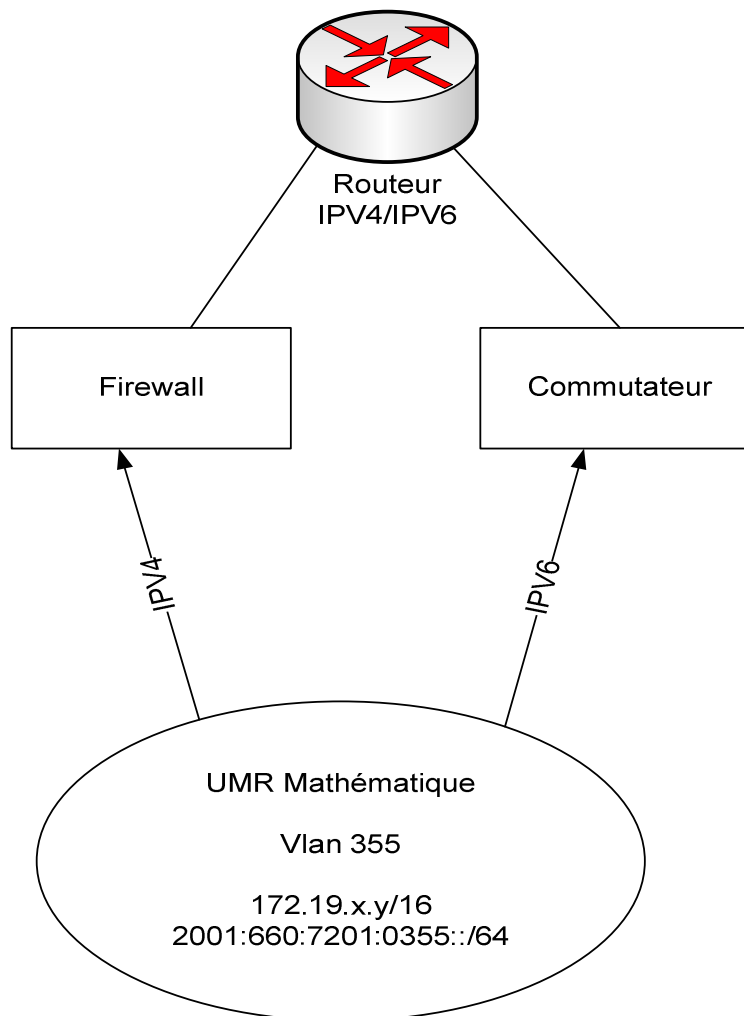 Routeur
IPV4/IPV6
Firewall
Commutateur
IPV4
IPV6
UMR Mathématique
Vlan 355
172.19.x.y/16
2001:660:7201:0355::/64